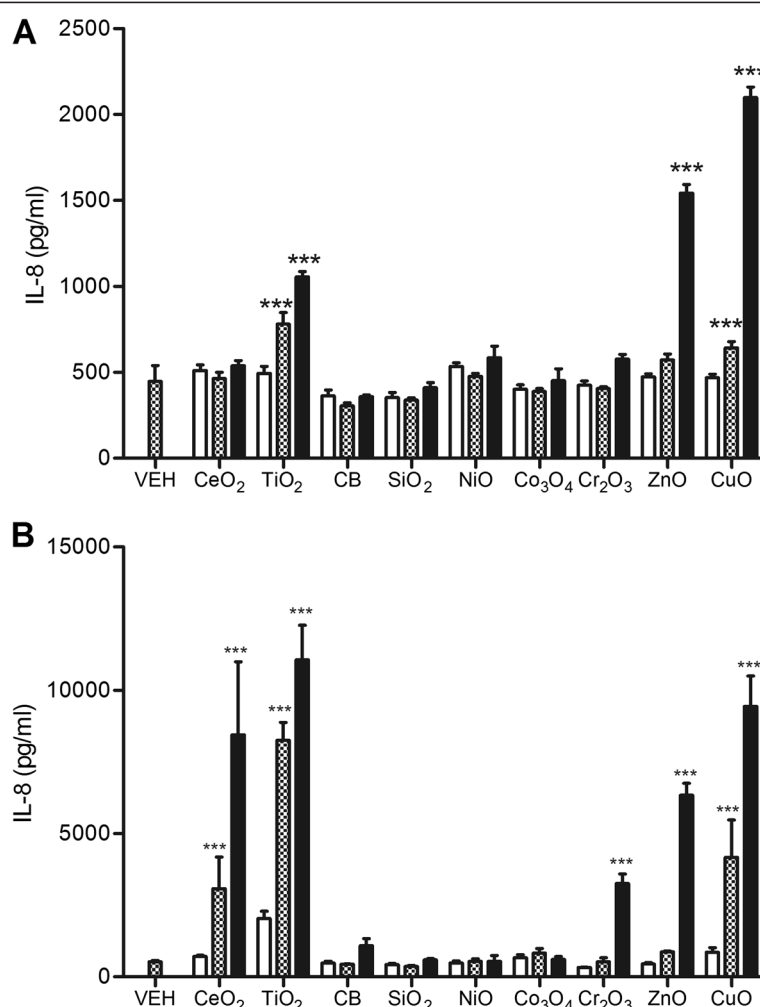 A
IL-8 (pg/ml)
2500
2000
1500
1000
500
0
*** *** *** *** ***
VEH CeO₂ TiO₂ CB SiO₂ NiO Co₃O₄ Cr₂O₃ ZnO CuO
B
IL-8 (pg/ml)
15000
10000
5000
0
*** *** *** *** *** *** *** ***
VEH CeO₂ TiO₂ CB SiO₂ NiO Co₃O₄ Cr₂O₃ ZnO CuO